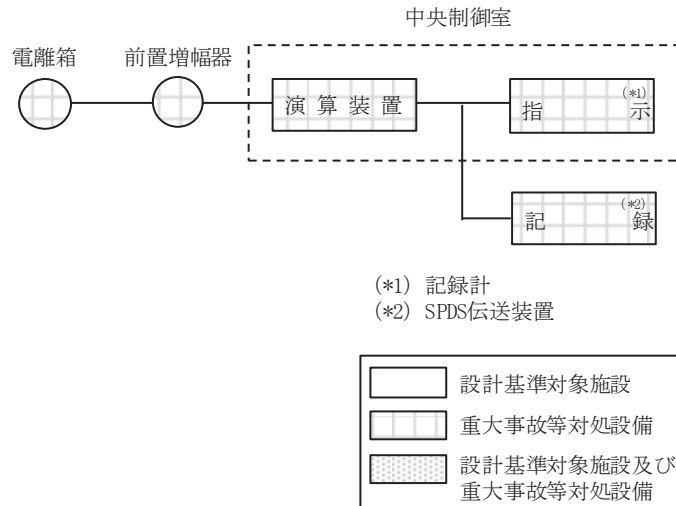 中央制御室
電離箱
前置増幅器
演算装置
指示(*1)
記録(*2)
(*1) 記録計
(*2) SPDS伝送装置
設計基準対象施設
重大事故等対処設備
設計基準対象施設及び
重大事故等対処設備